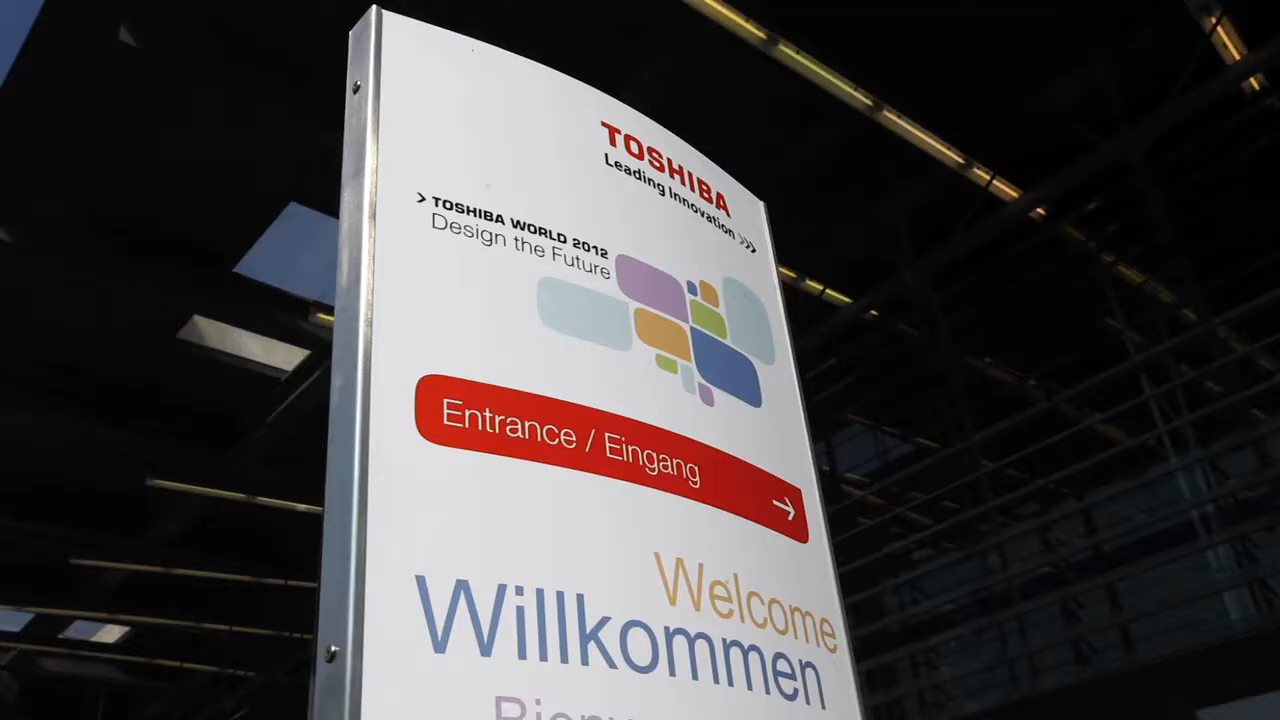 TOSHIBA
Leading Innovation >>>
> TOSHIBA WORLD 2012
Design the Future
Entrance / Eingang →
Welcome
Willkommen